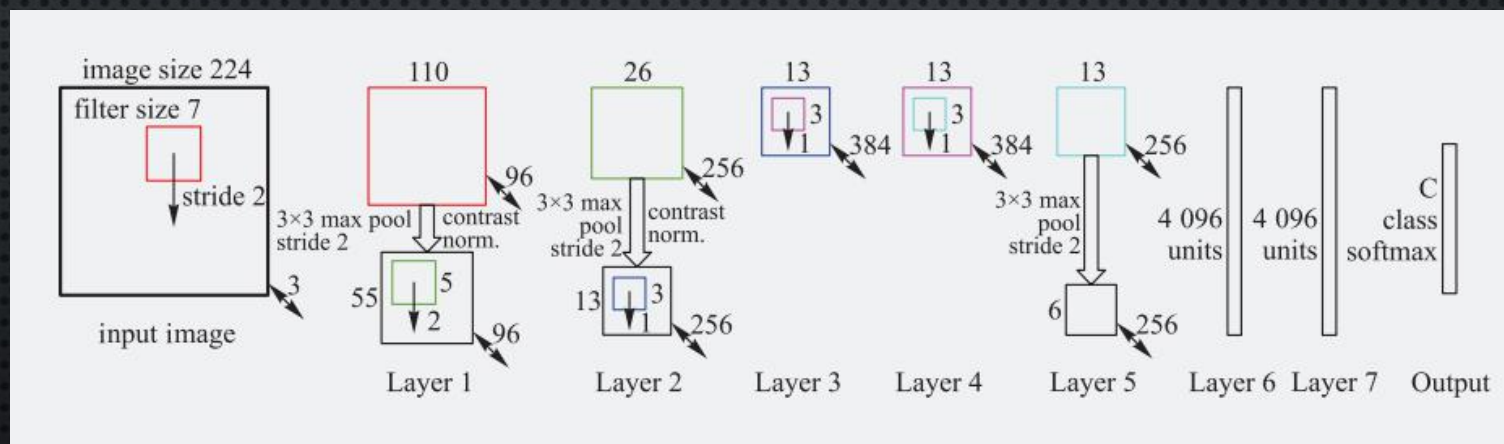 image size 224
filter size 7
stride 2
3
input image
110
96
3×3 max pool
stride 2
contrast
norm.
55
5
2
96
Layer 1
26
256
3×3 max
pool
stride 2
contrast
norm.
13
3
1
256
Layer 2
13
3
1
384
Layer 3
13
3
1
384
Layer 4
13
256
3×3 max
pool
stride 2
6
256
Layer 5
4 096
units
Layer 6
4 096
units
Layer 7
C
class
softmax
Output